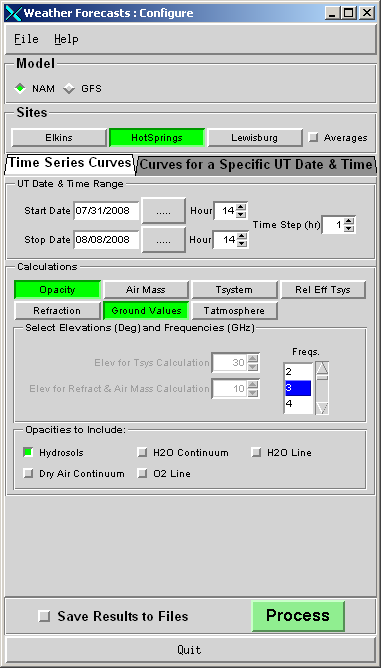 Weather Forecasts : Configure
File Help
Model
NAM GFS
Sites
Elkins HotSprings Lewisburg Averages
Time Series Curves Curves for a Specific UT Date & Time
UT Date & Time Range
Start Date 07/31/2008 ..... Hour 14
Time Step (hr) 1
Stop Date 08/08/2008 ..... Hour 14
Calculations
Opacity Air Mass Tsystem Rel Eff Tsys
Refraction Ground Values Tatmosphere
Select Elevations (Deg) and Frequencies (GHz)
Freqs.
Elev for Tsys Calculation 30
2
Elev for Refract & Air Mass Calculation 10
3
4
Opacities to Include:
Hydrosols H2O Continuum H2O Line
Dry Air Continuum O2 Line
Save Results to Files Process
Quit